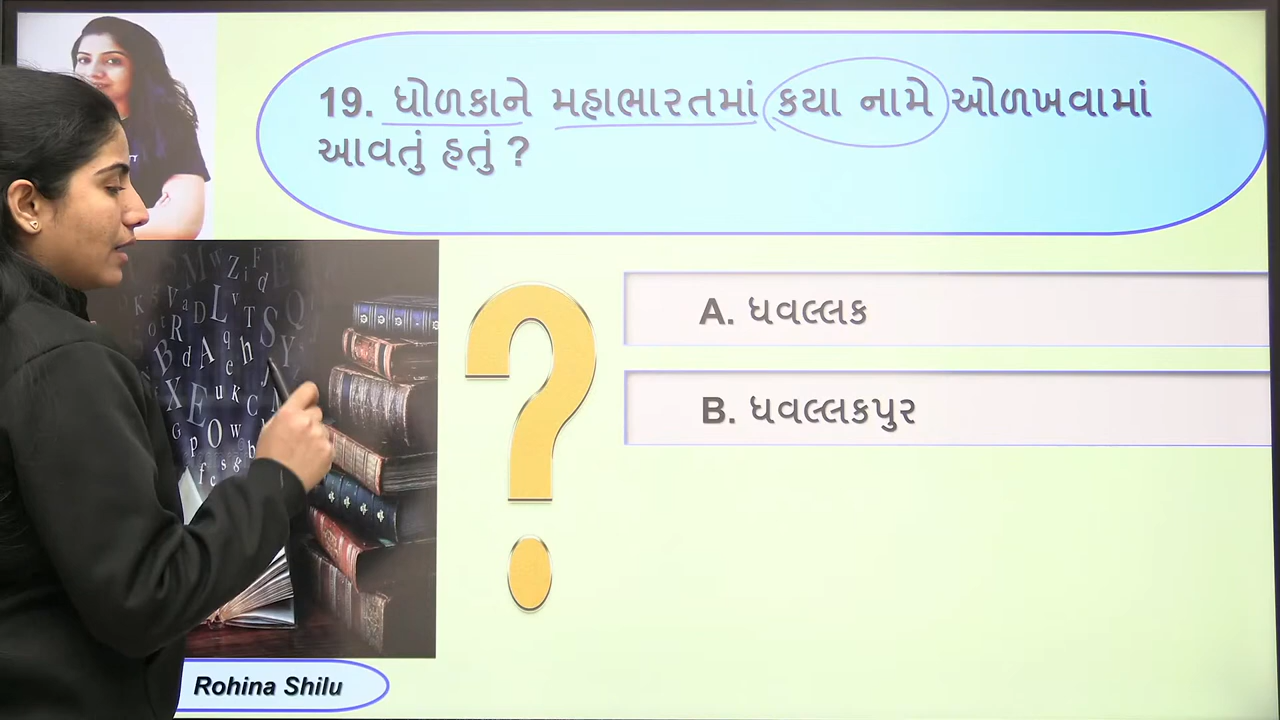 19. ધોળકાને મહાભારતમાં કયા નામે ઓળખવામાં
આવતું હતું ?
A. ધવલ્લક
B. ધવલ્લકપુર
Rohina Shilu